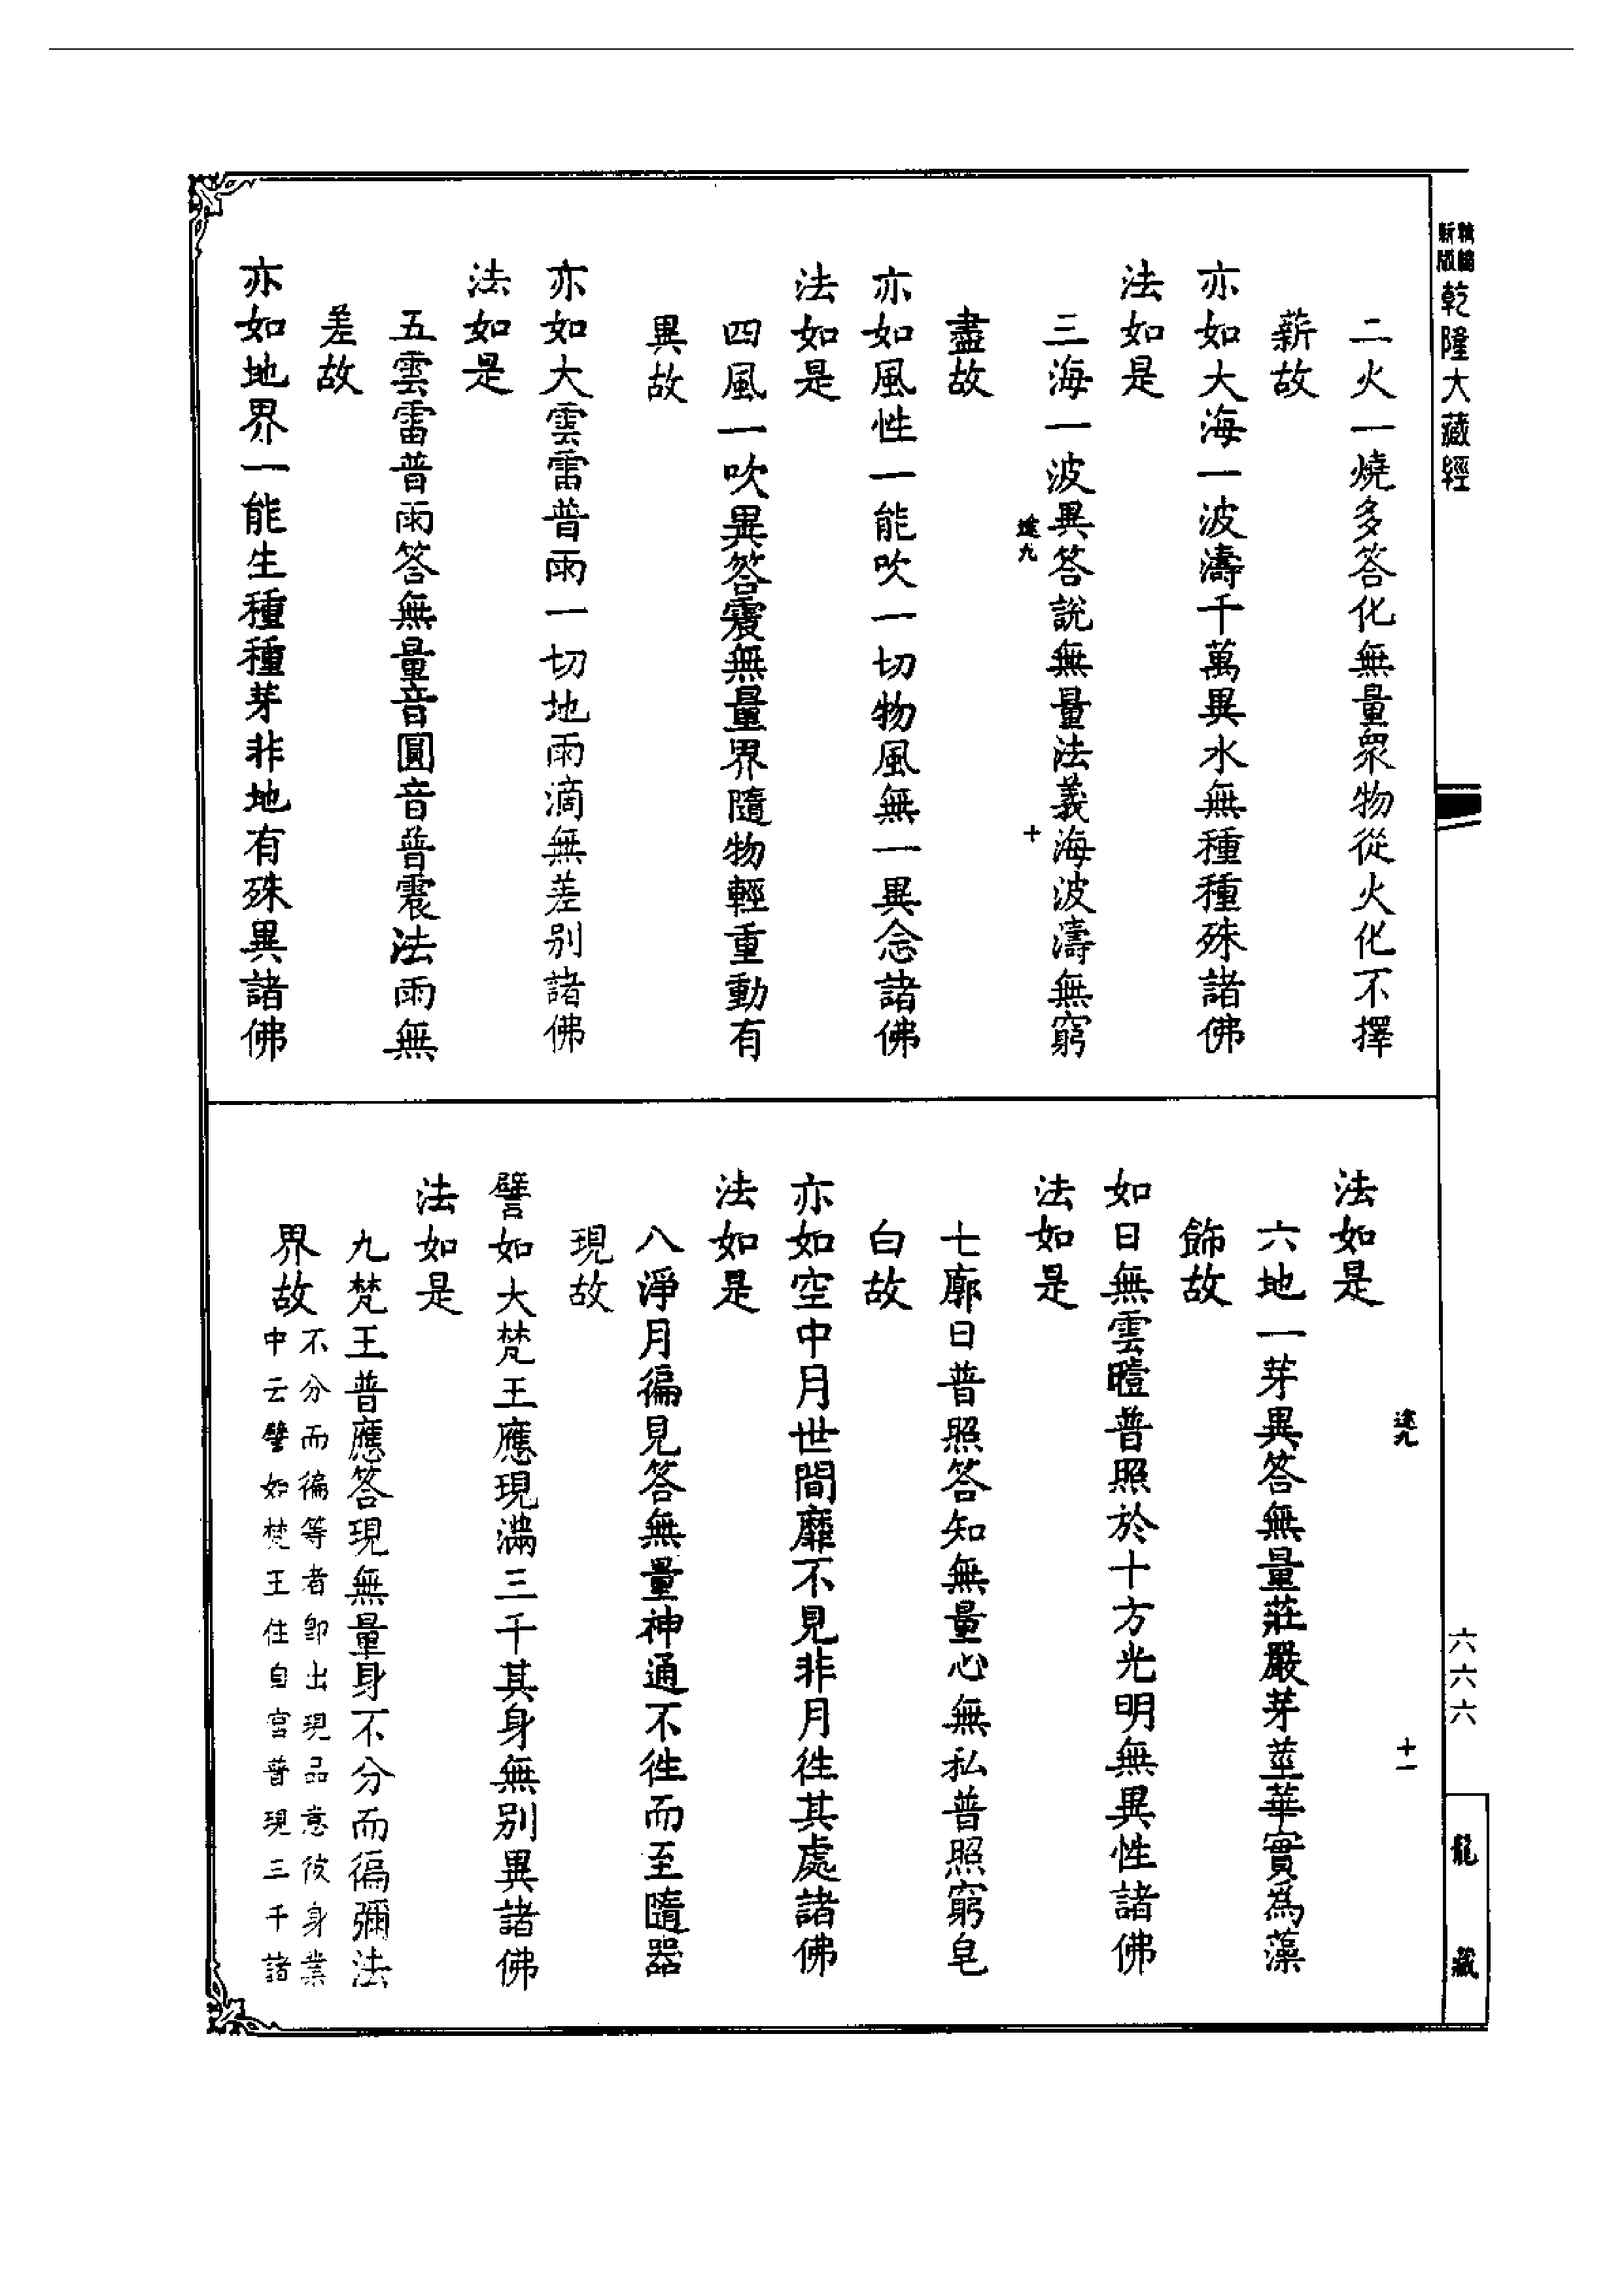 新版精編乾隆大藏經
二火一燒多答化無量衆物從火化不擇
薪故
亦如大海一波濤千萬異水無種種殊諸佛
法如是
三海一波異答說無量法義海波濤無窮
盡故
亦如風性一能吹一切物風無一異念諸佛
法如是
四風一吹異答震無量界隨物輕重動有
異故
亦如大雲雷普雨一切地雨滴無差別諸佛
法如是
五雲雷普雨答無量音圓音普震法雨無
差故
亦如地界一能生種種芽非地有殊異諸佛
法如是
六地一芽異答無量莊嚴芽莖華實爲藻
飾故
如日無雲曀普照於十方光明無異性諸佛
法如是
七廓日普照答知無量心無私普照窮皂
白故
亦如空中月世間靡不見非月徃其處諸佛
法如是
八淨月徧見答無量神通不徃而至隨器
現故
譬如大梵王應現滿三千其身無別異諸佛
法如是
九梵王普應答現無量身不分而徧彌法
界故不分而徧等者卽出現品意彼身業
中云譬如梵王住自宮普現三千諸
逵九
十
逵九
十一
六六六
龍藏